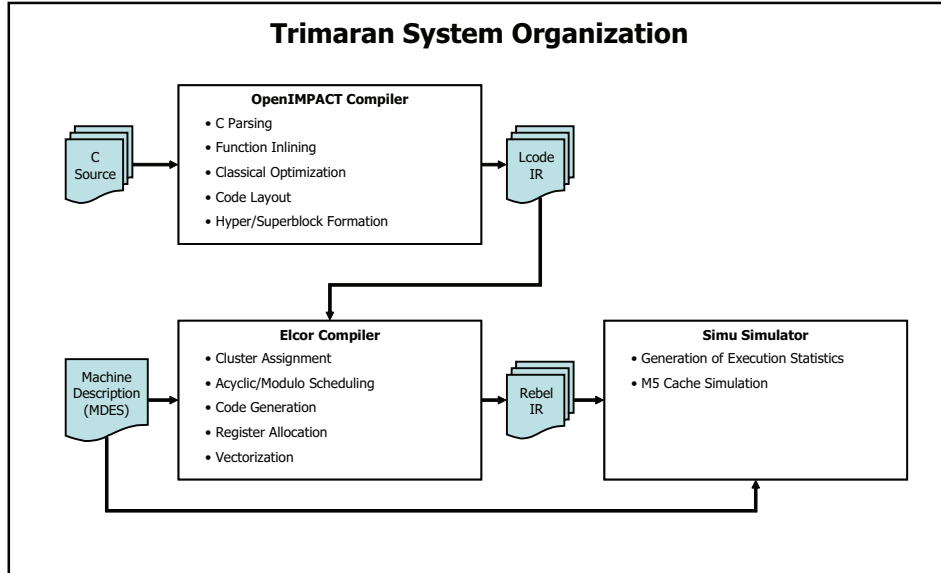 Trimaran System Organization
OpenIMPACT Compiler
• C Parsing
• Function Inlining
• Classical Optimization
• Code Layout
• Hyper/Superblock Formation
C
Source
Lcode
IR
Elcor Compiler
• Cluster Assignment
• Acyclic/Modulo Scheduling
• Code Generation
• Register Allocation
• Vectorization
Machine
Description
(MDES)
Rebel
IR
Simu Simulator
• Generation of Execution Statistics
• M5 Cache Simulation